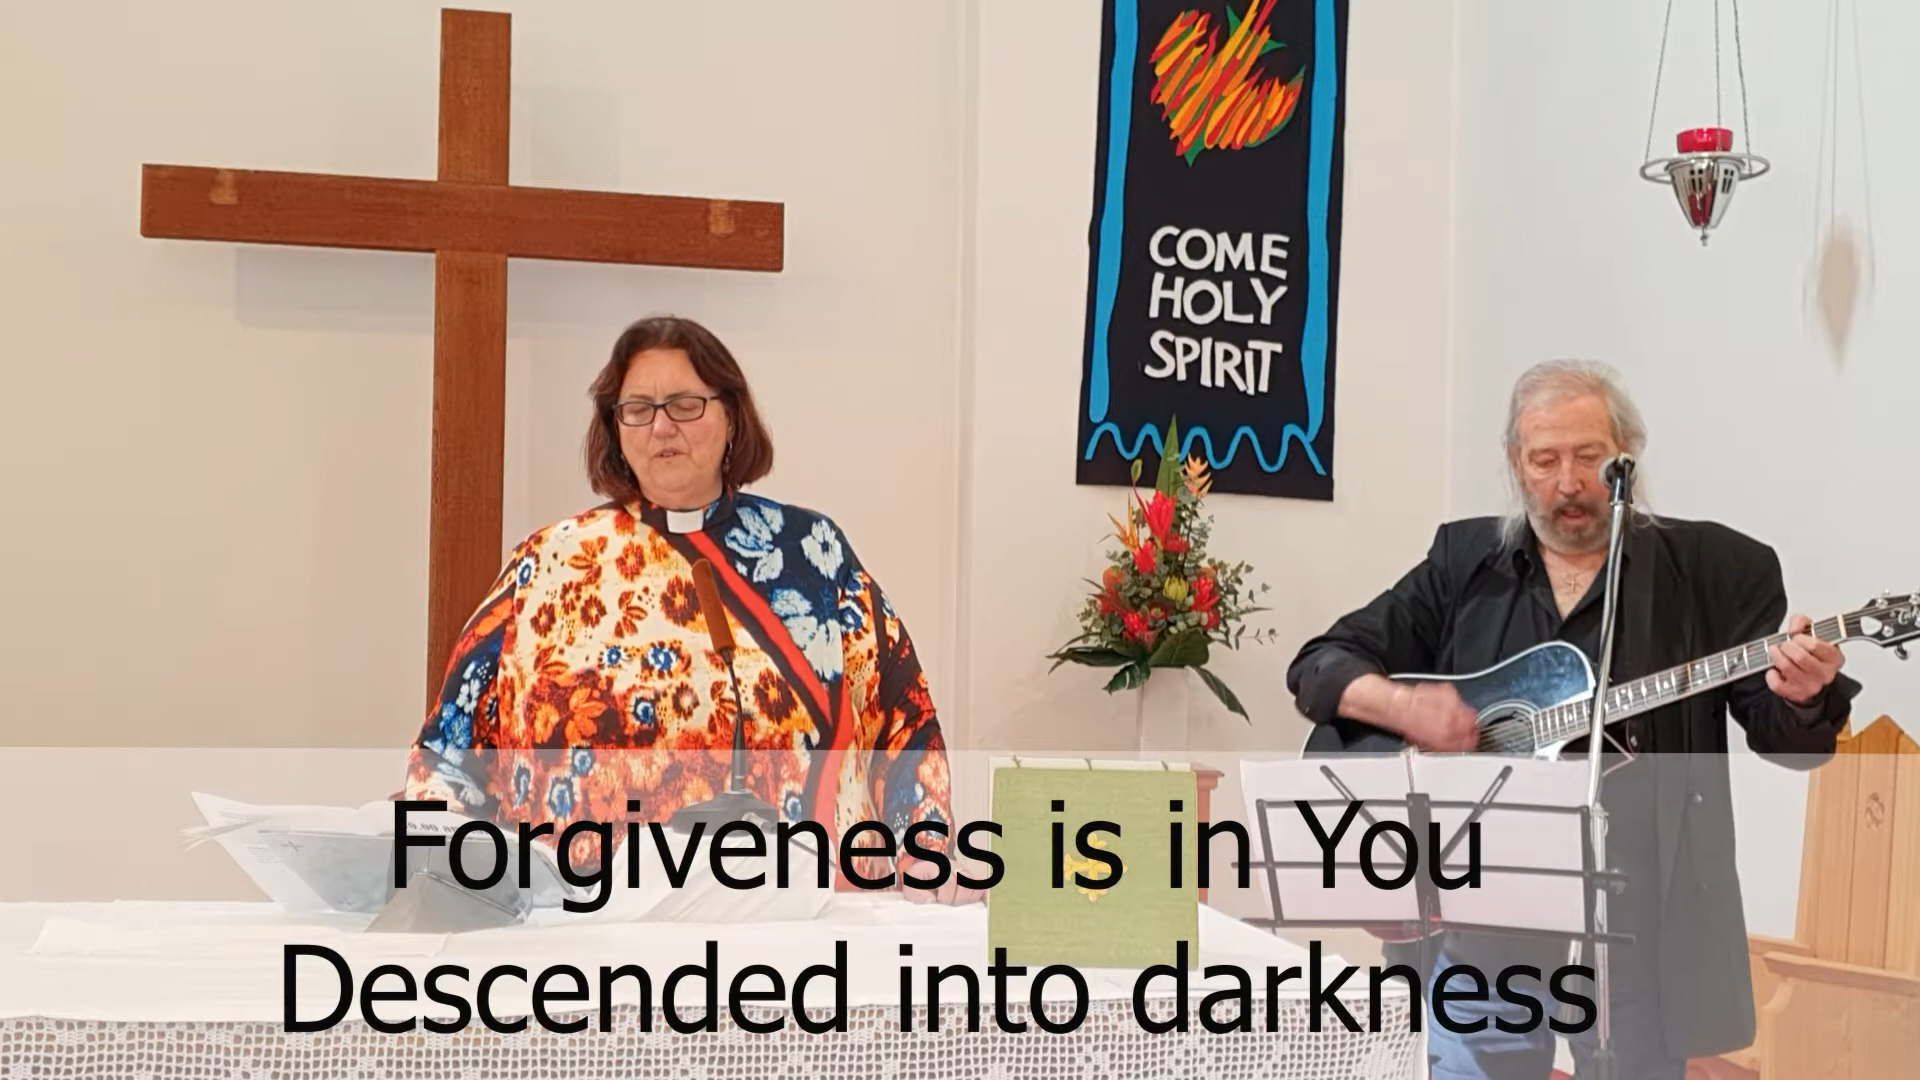 COME
HOLY
SPIRIT
Forgiveness is in You
Descended into darkness